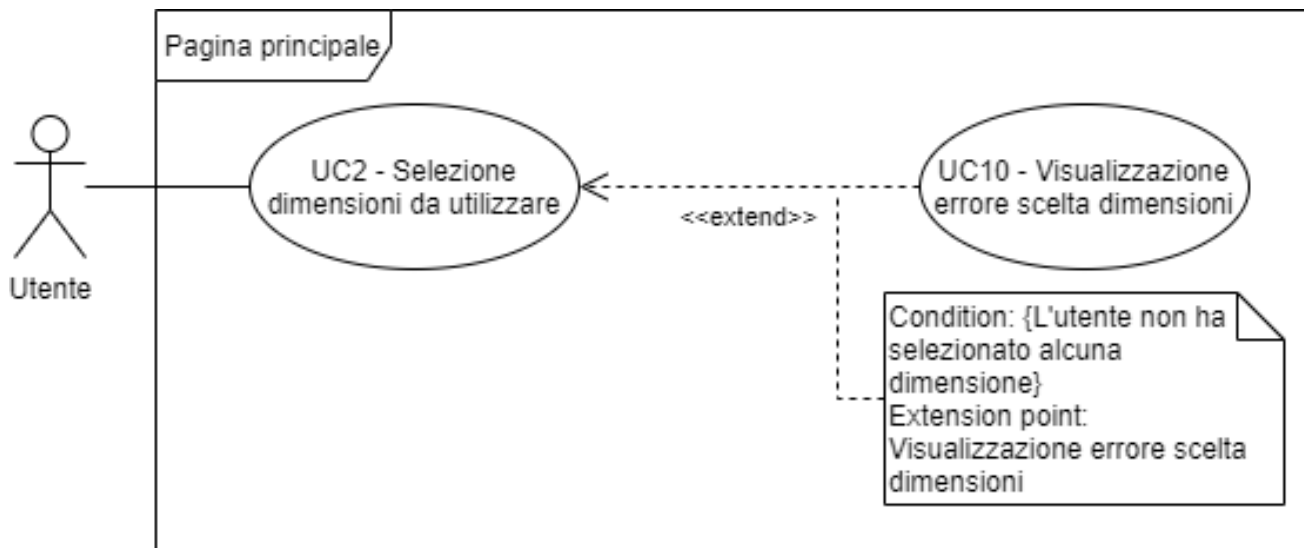 Pagina principale
UC2 - Selezione
dimensioni da utilizzare
<<extend>>
UC10 - Visualizzazione
errore scelta dimensioni
Utente
Condition: {L'utente non ha
selezionato alcuna
dimensione}
Extension point:
Visualizzazione errore scelta
dimensioni